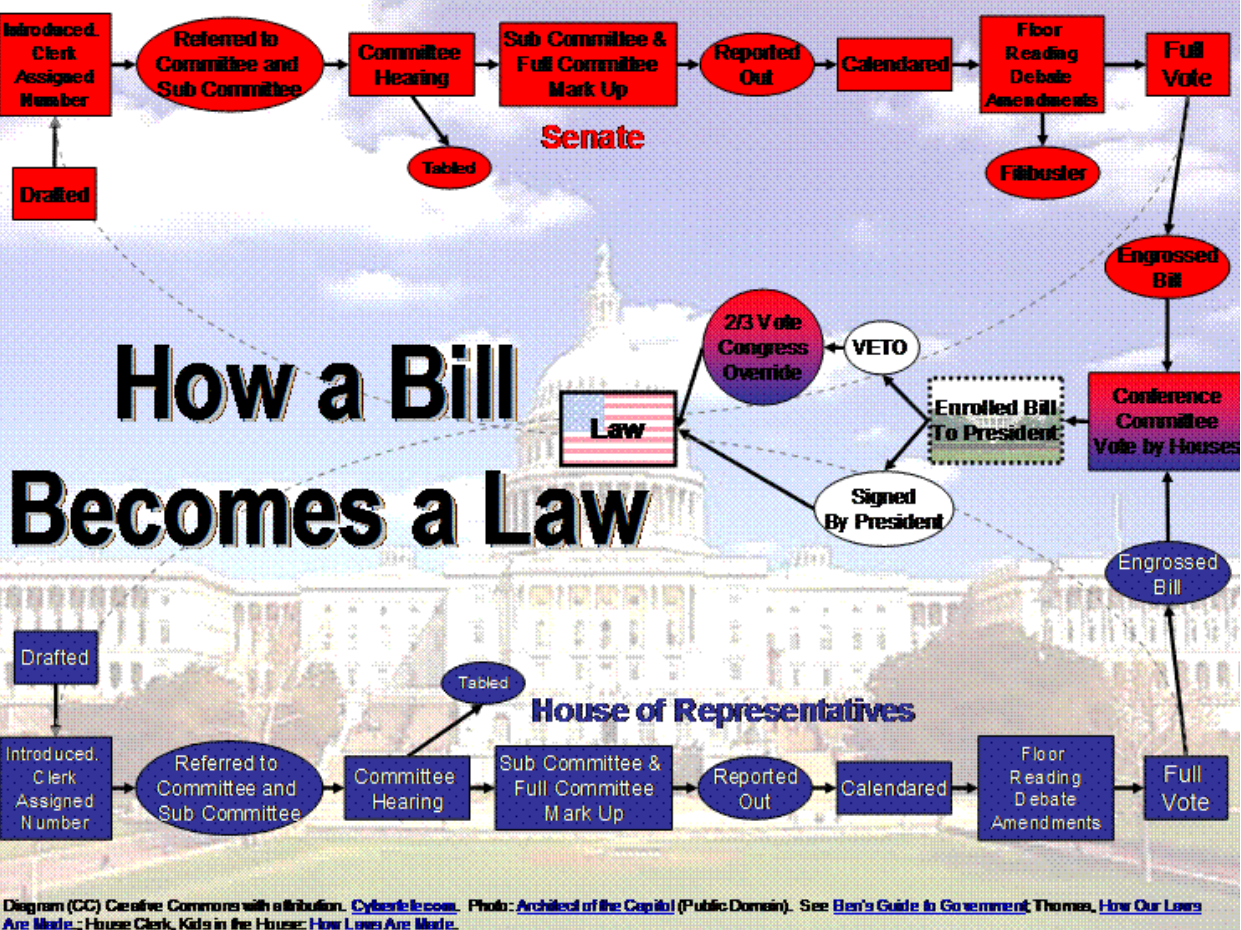 Introduced.
Clerk
Assigned
Number
Referred to
Committee and
Sub Committee
Committee
Hearing
Sub Committee &
Full Committee
Mark Up
Reported
Out
Calendared
Floor
Reading
Debate
Amendments
Full
Vote
Senate
Tabled
Filibuster
Drafted
Engrossed
Bill
2/3 Vote
Congress
Override
VETO
How a Bill
Becomes a Law
Law
Enrolled Bill
To President
Conference
Committee
Vote by Houses
Signed
By President
Engrossed
Bill
Drafted
Tabled
House of Representatives
Introduced.
Clerk
Assigned
Number
Referred to
Committee and
Sub Committee
Committee
Hearing
Sub Committee &
Full Committee
Mark Up
Reported
Out
Calendared
Floor
Reading
Debate
Amendments
Full
Vote
Diagram (CC) Creative Commons with attribution. Cybertelecom. Photo: Architect of the Capitol (Public Domain). See Ben's Guide to Government; Thomas, How Our Laws
Are Made.; House Clerk, Kids in the House: How Laws Are Made.